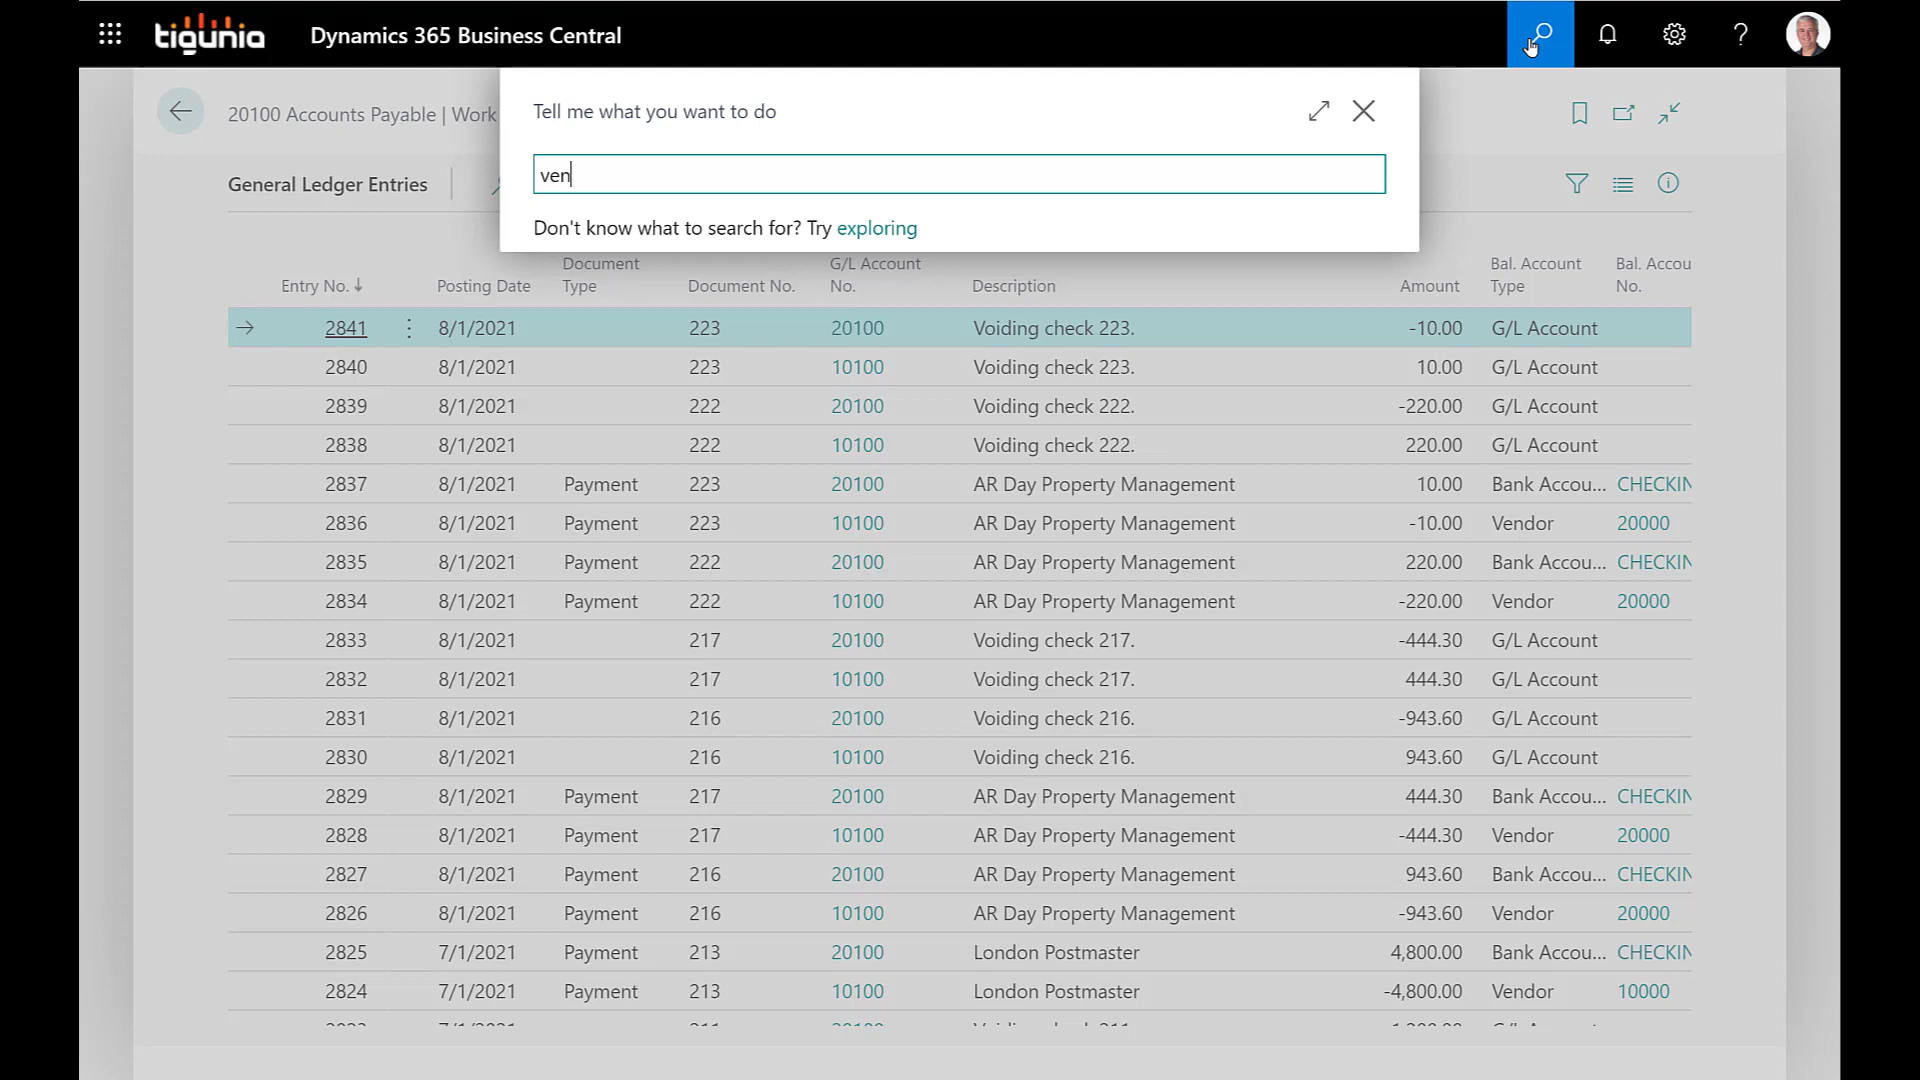 tigunia Dynamics 365 Business Central
Tell me what you want to do
ven
Don't know what to search for? Try exploring
20100 Accounts Payable | Work
General Ledger Entries
Entry No. Posting Date Document Type Document No. G/L Account No. Description Amount Bal. Account Type Bal. Accou No.
2841 8/1/2021 223 20100 Voiding check 223. -10.00 G/L Account
2840 8/1/2021 223 10100 Voiding check 223. 10.00 G/L Account
2839 8/1/2021 222 20100 Voiding check 222. -220.00 G/L Account
2838 8/1/2021 222 10100 Voiding check 222. 220.00 G/L Account
2837 8/1/2021 Payment 223 20100 AR Day Property Management 10.00 Bank Accou... CHECKIN
2836 8/1/2021 Payment 223 10100 AR Day Property Management -10.00 Vendor 20000
2835 8/1/2021 Payment 222 20100 AR Day Property Management 220.00 Bank Accou... CHECKIN
2834 8/1/2021 Payment 222 10100 AR Day Property Management -220.00 Vendor 20000
2833 8/1/2021 217 20100 Voiding check 217. -444.30 G/L Account
2832 8/1/2021 217 10100 Voiding check 217. 444.30 G/L Account
2831 8/1/2021 216 20100 Voiding check 216. -943.60 G/L Account
2830 8/1/2021 216 10100 Voiding check 216. 943.60 G/L Account
2829 8/1/2021 Payment 217 20100 AR Day Property Management 444.30 Bank Accou... CHECKIN
2828 8/1/2021 Payment 217 10100 AR Day Property Management -444.30 Vendor 20000
2827 8/1/2021 Payment 216 20100 AR Day Property Management 943.60 Bank Accou... CHECKIN
2826 8/1/2021 Payment 216 10100 AR Day Property Management -943.60 Vendor 20000
2825 7/1/2021 Payment 213 20100 London Postmaster 4,800.00 Bank Accou... CHECKIN
2824 7/1/2021 Payment 213 10100 London Postmaster -4,800.00 Vendor 10000